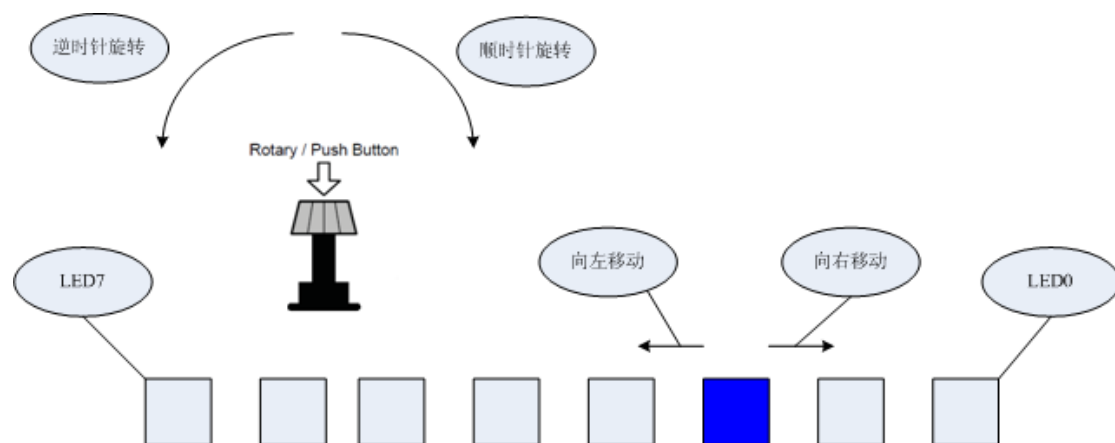 逆时针旋转
顺时针旋转
Rotary / Push Button
向左移动
向右移动
LED7
LED0